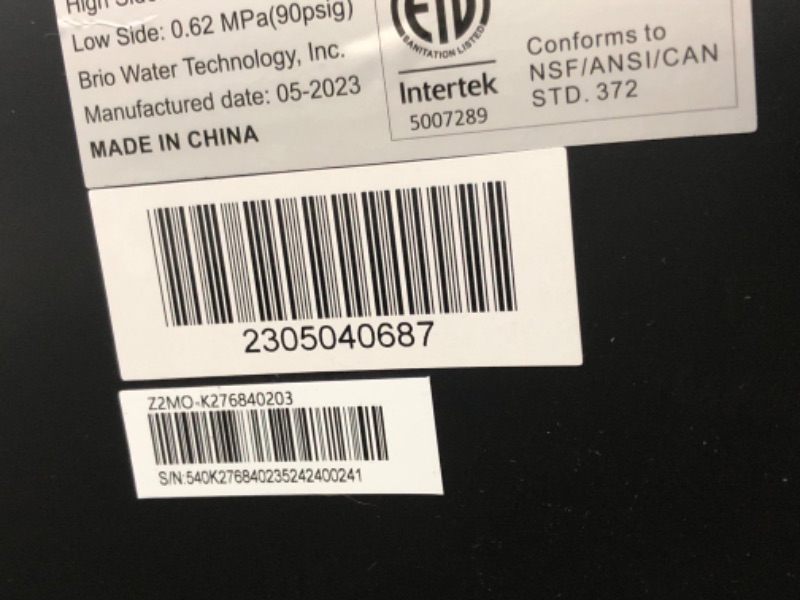 High
Low Side: 0.62 MPa(90psig)
Brio Water Technology, Inc.
Manufactured date: 05-2023
MADE IN CHINA
SANITATION LISTED
Intertek
5007289
Conforms to
NSF/ANSI/CAN
STD. 372
2305040687
Z2MO-K276840203
S/N:540K276840235242400241